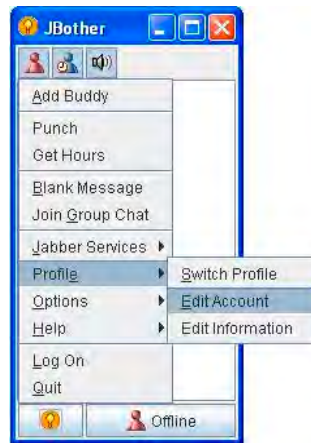 JBother
Add Buddy
Punch
Get Hours
Blank Message
Join Group Chat
Jabber Services
Profile
Switch Profile
Options
Edit Account
Help
Edit Information
Log On
Quit
Offline